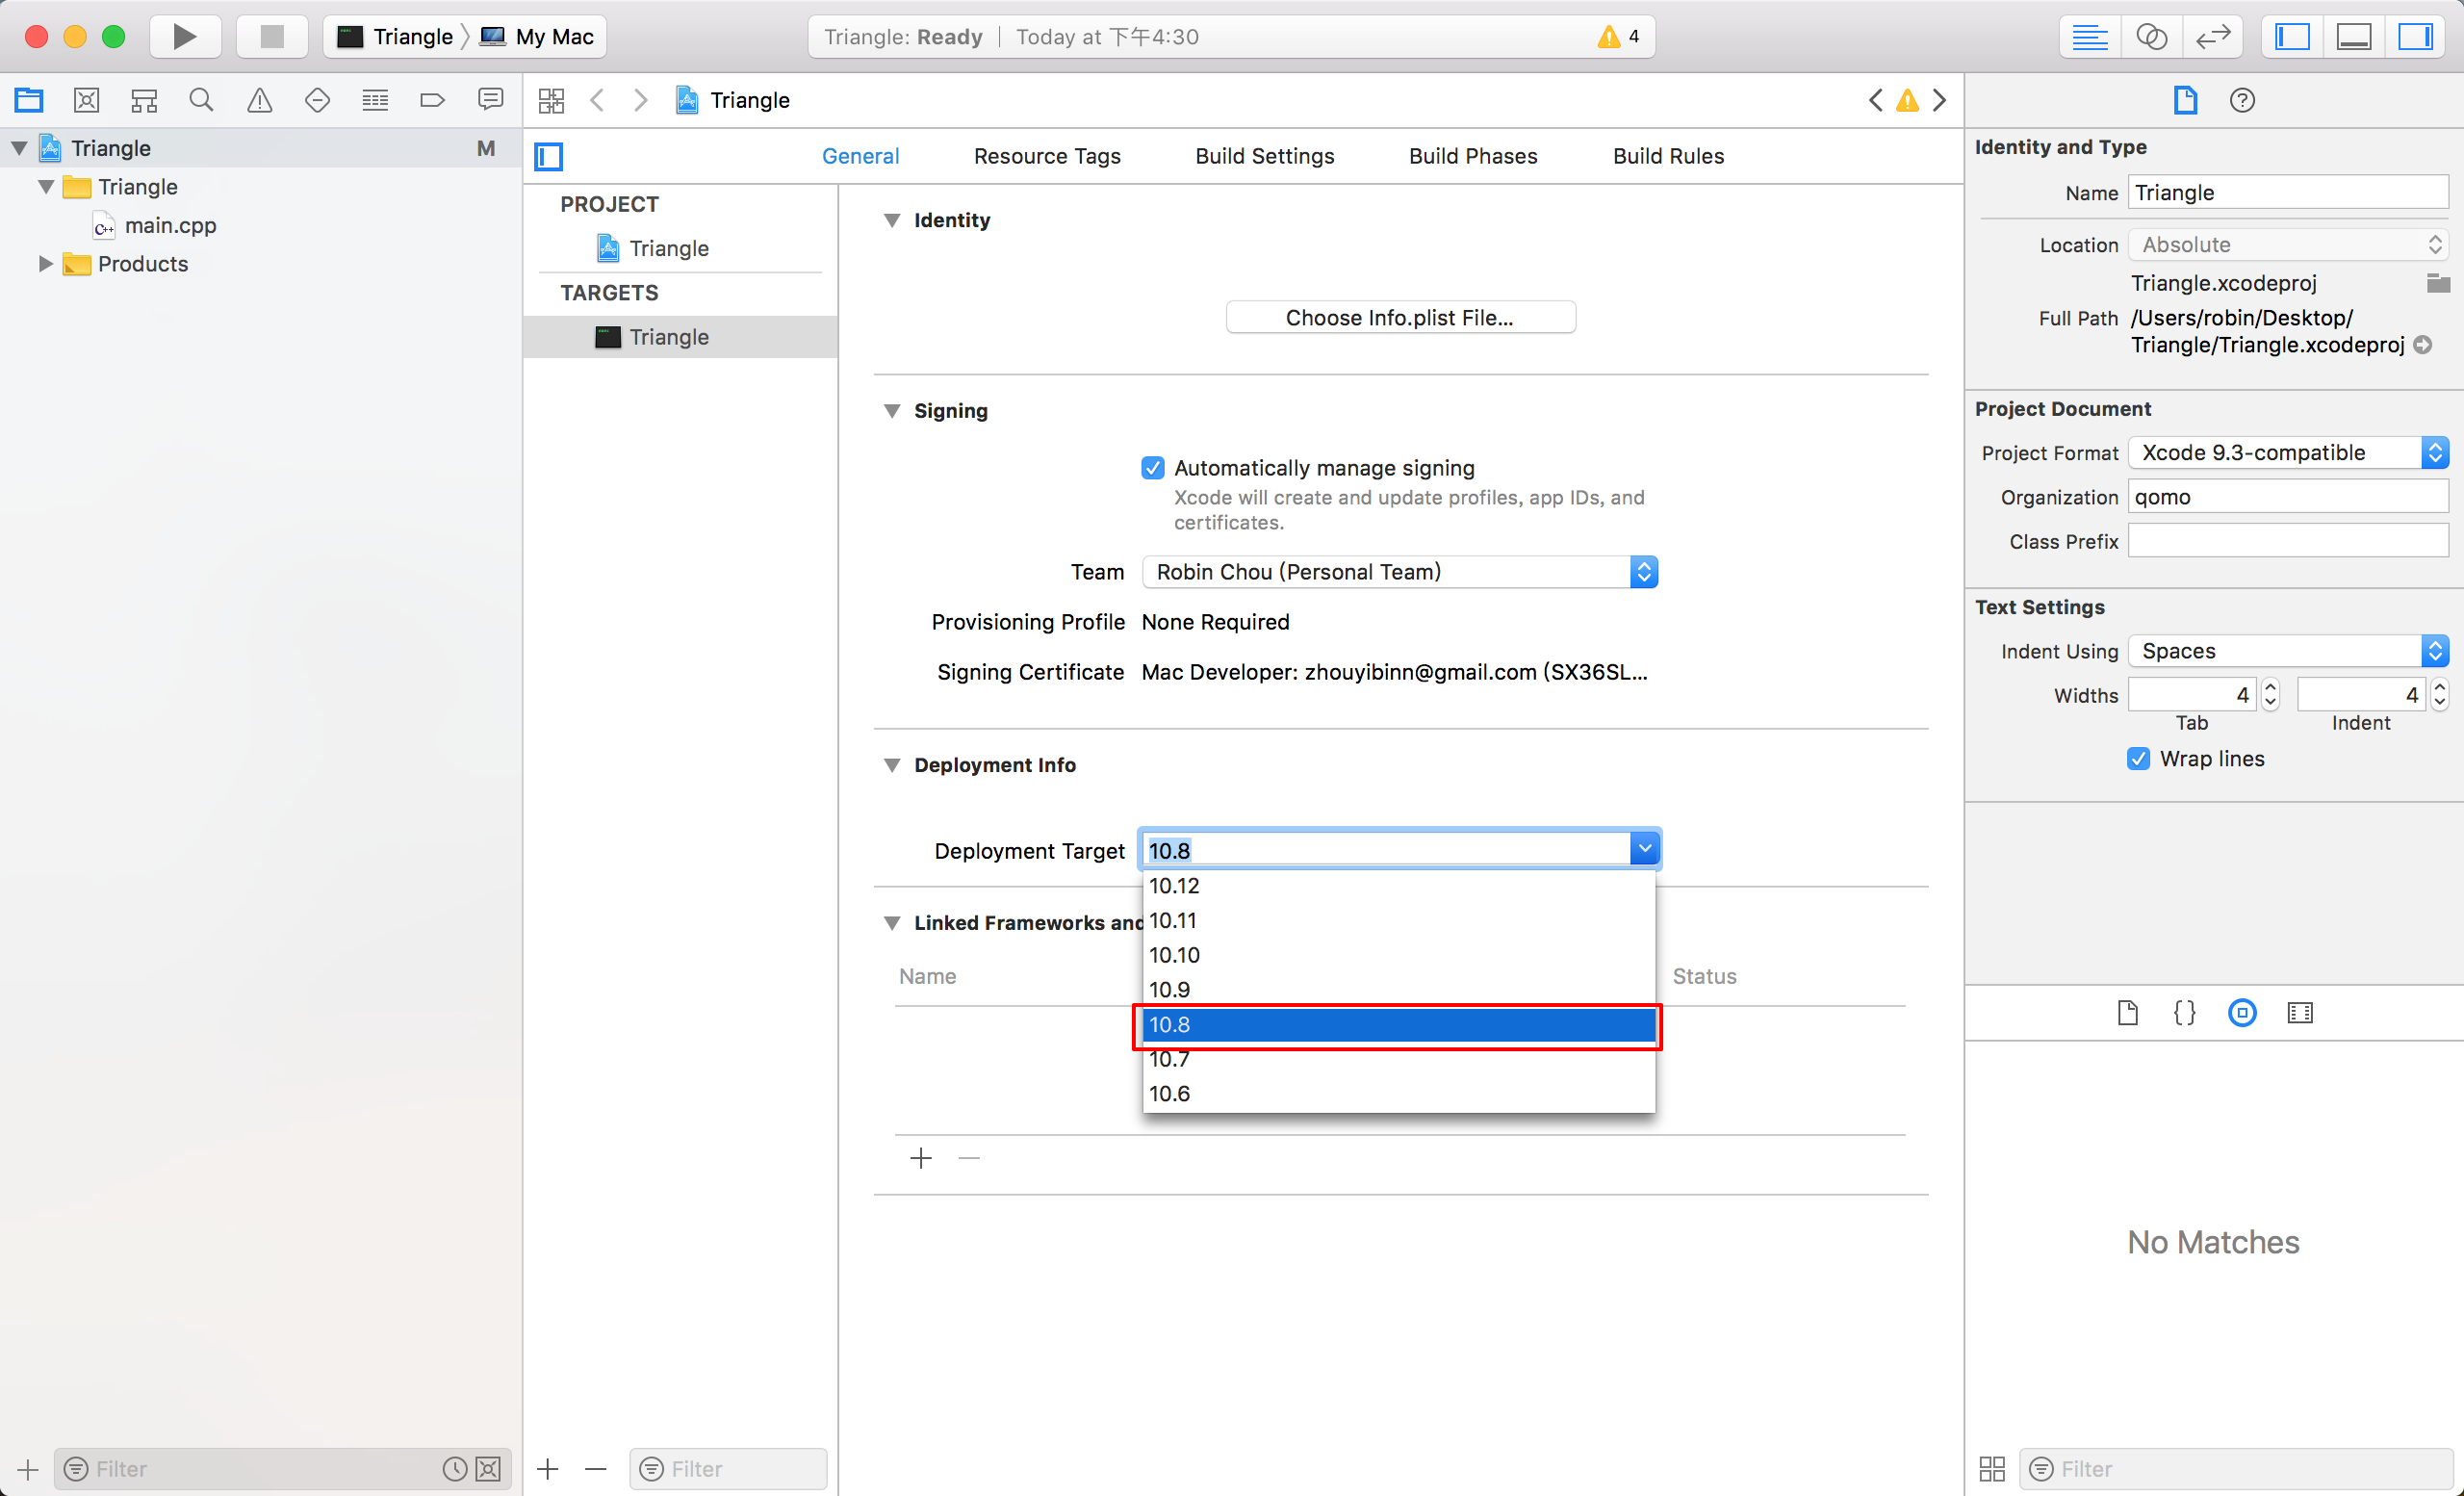 Triangle
My Mac
Triangle: Ready
Today at 下午4:30
4
Triangle
M
Triangle
C++
main.cpp
Products
Filter
Triangle
General
Resource Tags
Build Settings
Build Phases
Build Rules
PROJECT
Triangle
TARGETS
Triangle
Filter
Identity
Choose Info.plist File...
Signing
Automatically manage signing
Xcode will create and update profiles, app IDs, and
certificates.
Team
Robin Chou (Personal Team)
Provisioning Profile
None Required
Signing Certificate
Mac Developer: zhouyibinn@gmail.com (SX36SL...
Deployment Info
Deployment Target
10.8
10.12
10.11
10.10
10.9
10.8
10.7
10.6
Linked Frameworks and
Name
Status
Identity and Type
Name
Triangle
Location
Absolute
Triangle.xcodeproj
Full Path
/Users/robin/Desktop/
Triangle/Triangle.xcodeproj
Project Document
Project Format
Xcode 9.3-compatible
Organization
qomo
Class Prefix
Text Settings
Indent Using
Spaces
Widths
4
4
Tab
Indent
Wrap lines
{}
No Matches
Filter